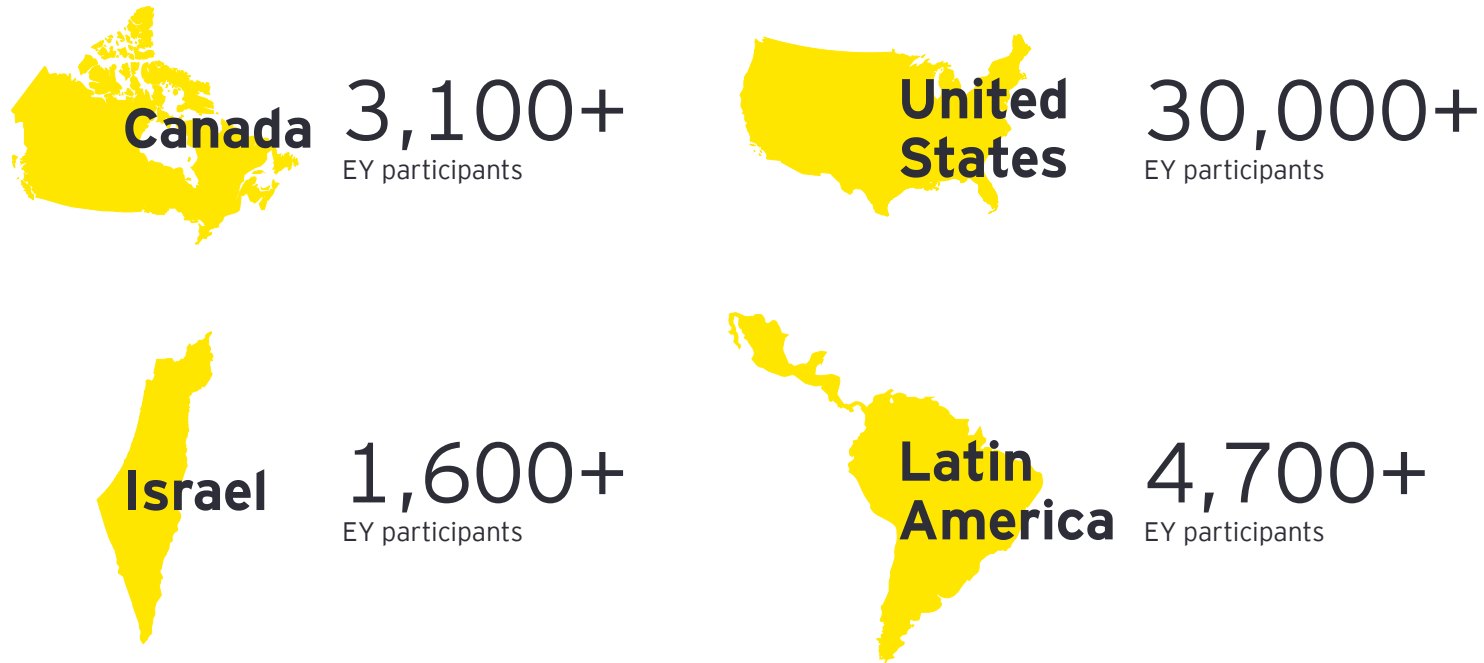 Canada
3,100+
EY participants
United
States
30,000+
EY participants
Israel
1,600+
EY participants
Latin
America
4,700+
EY participants